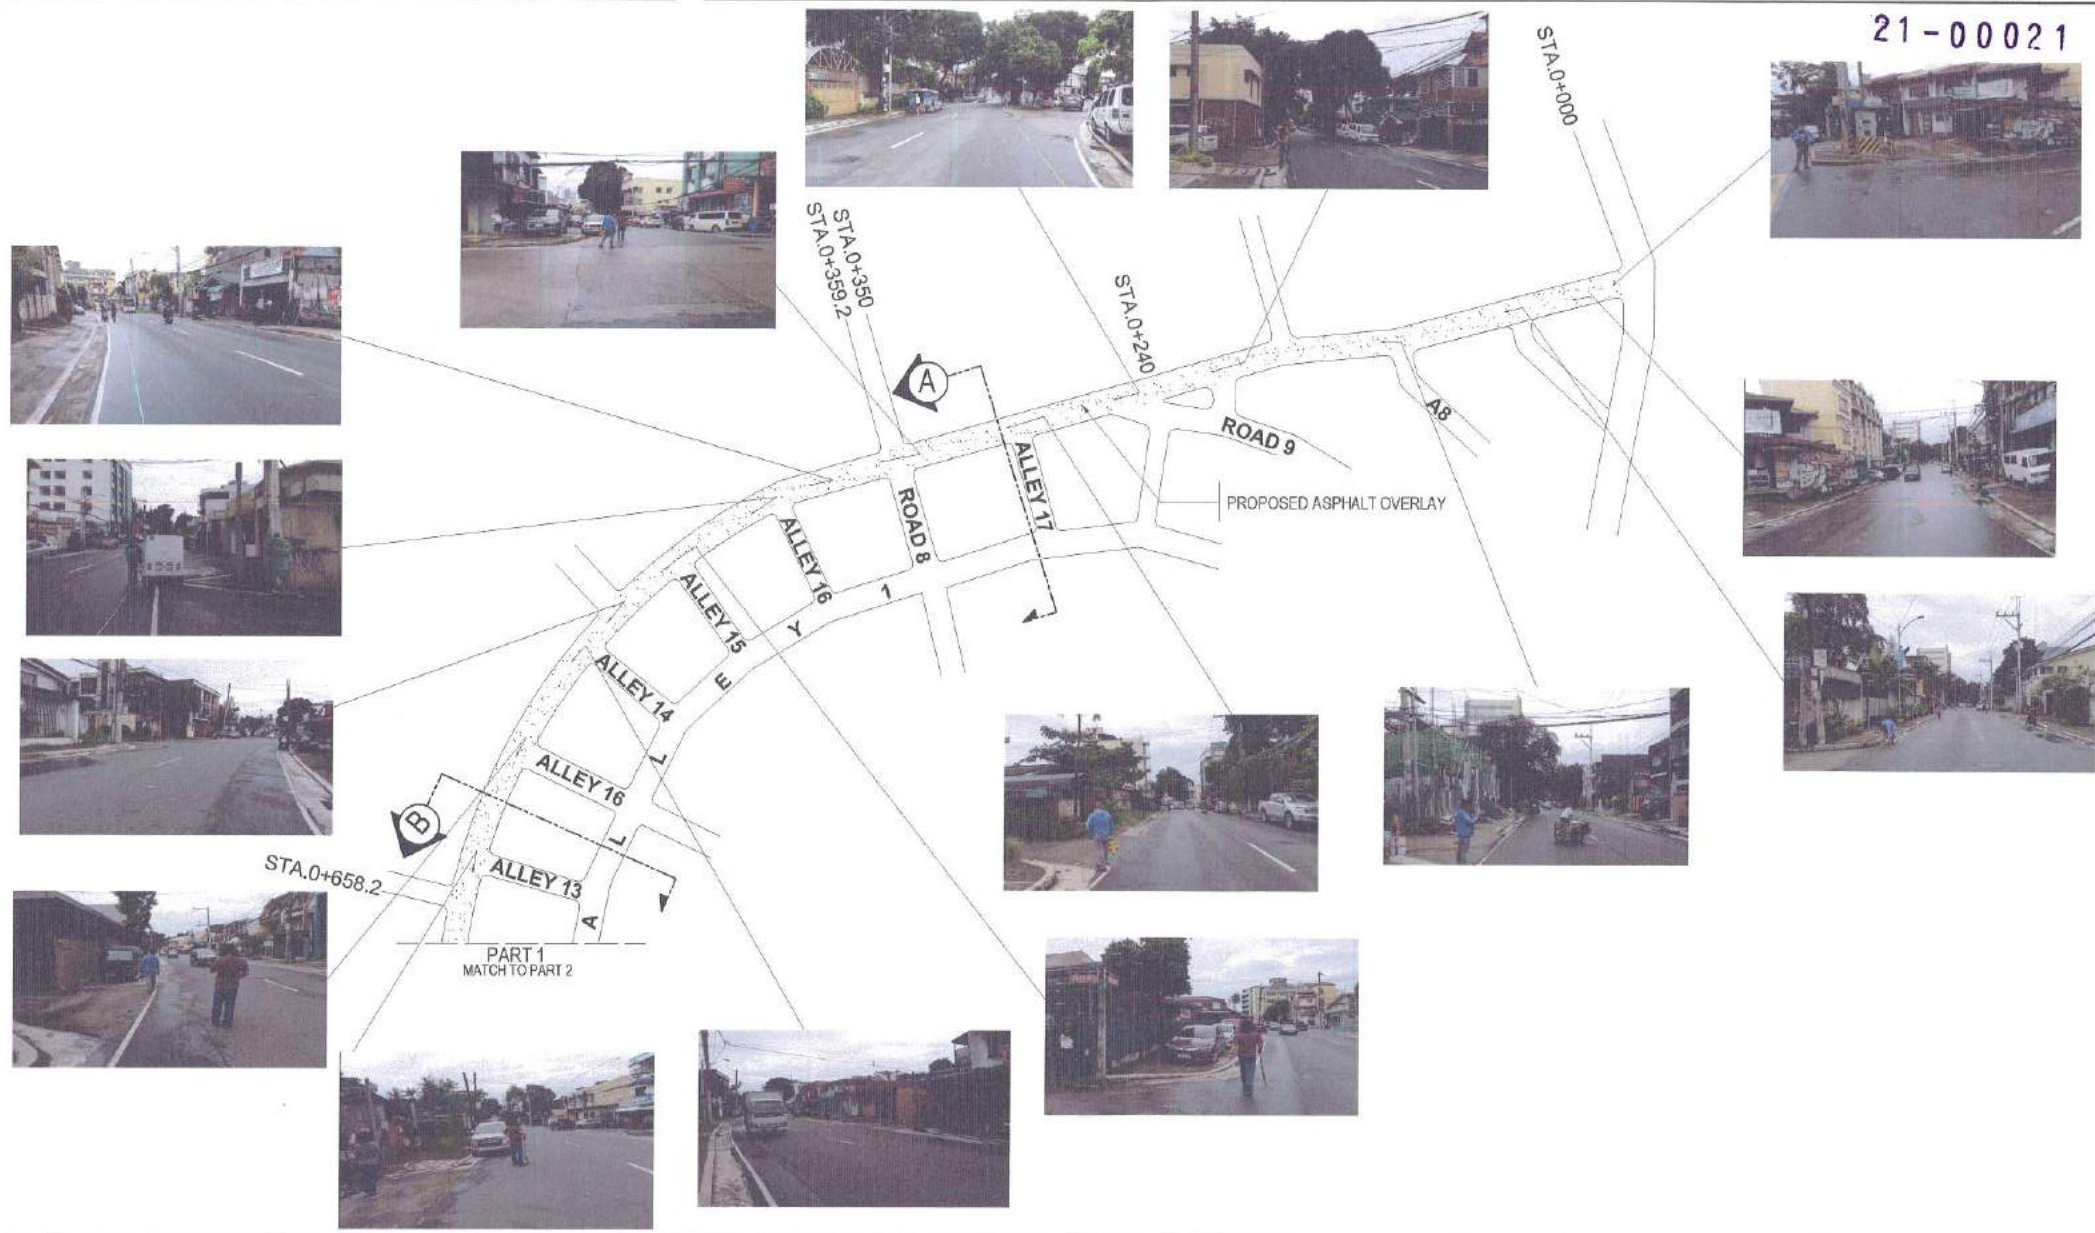 21-00021
STA.0+000
STA.0+350
STA.0+359.2
STA.0+240
A
A8
ROAD 9
ALLEY 17
PROPOSED ASPHALT OVERLAY
ROAD 8
ALLEY 16
ALLEY 15
ALLEY 14
ALLEY 16
ALLEY 13
ALLEY 1
B
STA.0+658.2
PART 1
MATCH TO PART 2